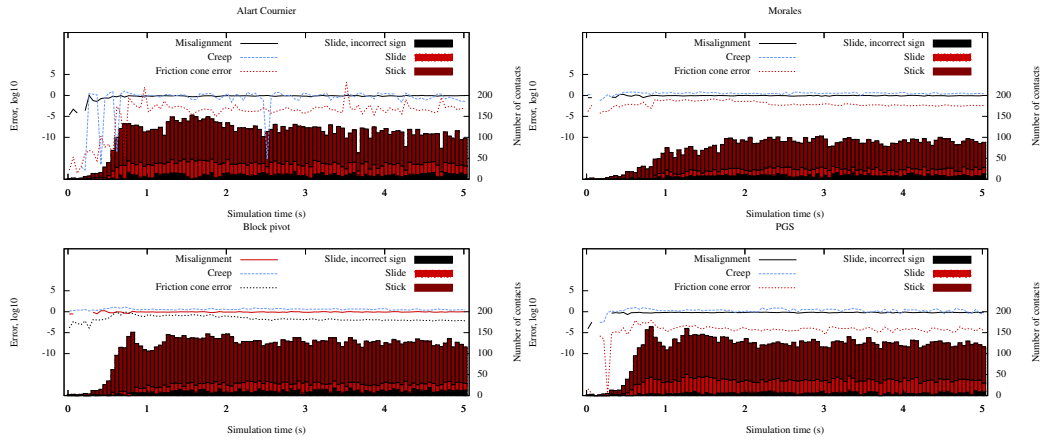 Alart Cournier
Misalignment
Creep
Friction cone error
Slide, incorrect sign
Slide
Stick
Error, log10
5
0
-5
-10
Number of contacts
200
150
100
50
0
0 1 2 3 4 5
Simulation time (s)
Morales
Misalignment
Creep
Friction cone error
Slide, incorrect sign
Slide
Stick
Error, log10
5
0
-5
-10
Number of contacts
200
150
100
50
0
0 1 2 3 4 5
Simulation time (s)
Block pivot
Misalignment
Creep
Friction cone error
Slide, incorrect sign
Slide
Stick
Error, log10
5
0
-5
-10
Number of contacts
200
150
100
50
0
0 1 2 3 4 5
Simulation time (s)
PGS
Misalignment
Creep
Friction cone error
Slide, incorrect sign
Slide
Stick
Error, log10
5
0
-5
-10
Number of contacts
200
150
100
50
0
0 1 2 3 4 5
Simulation time (s)